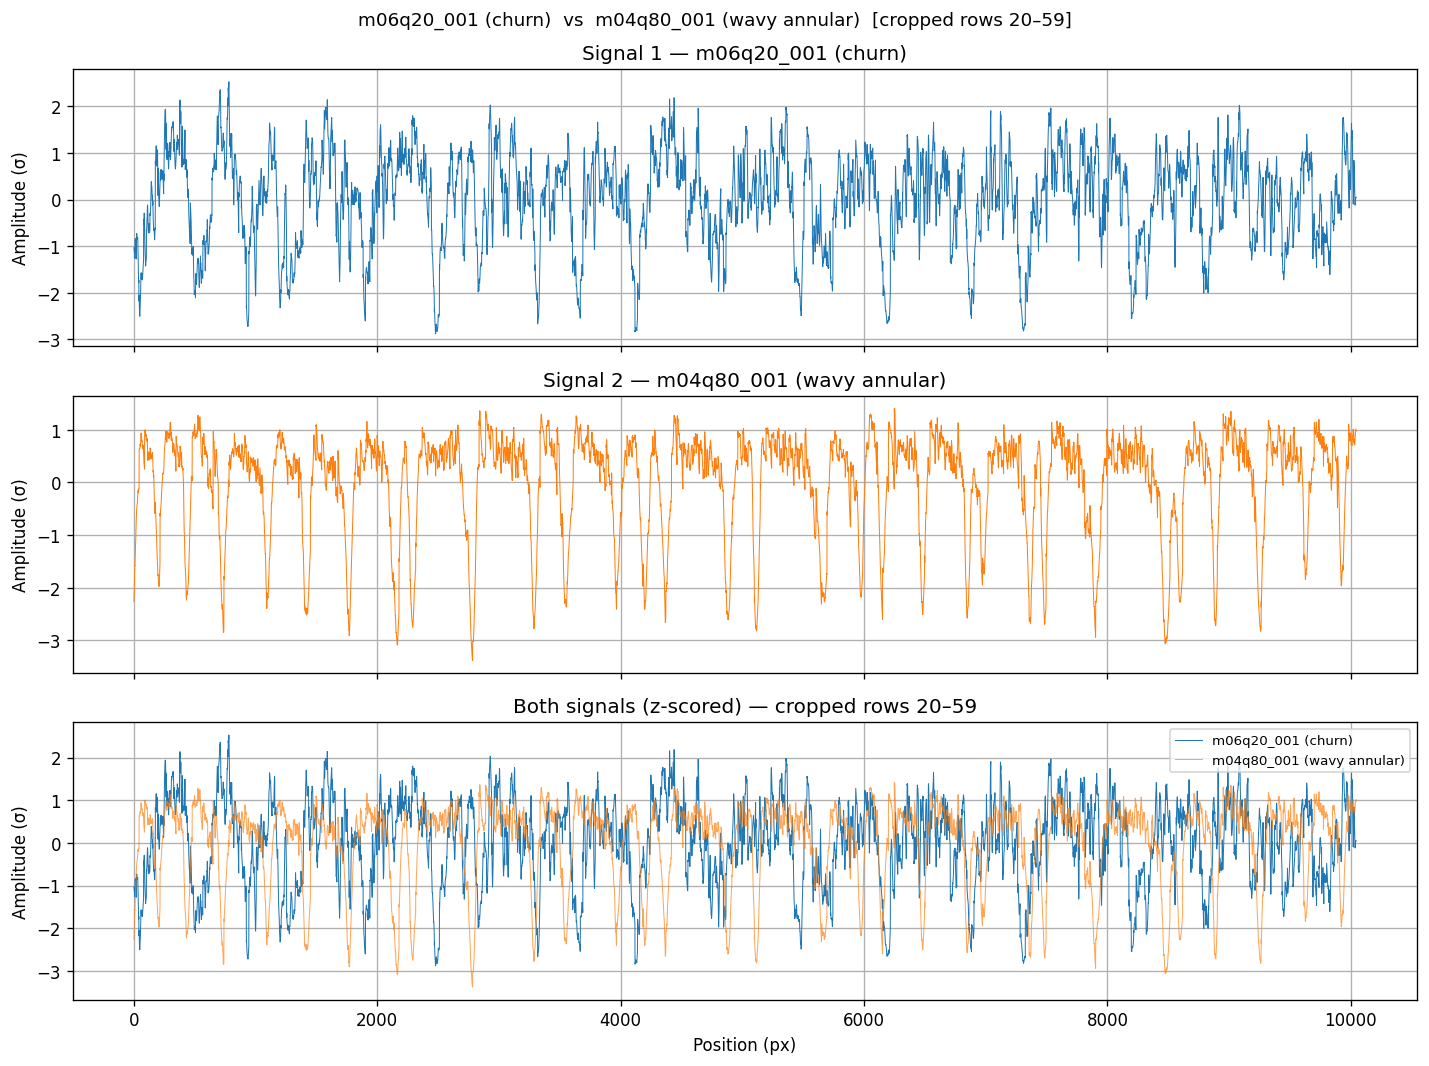 m06q20_001 (churn)  vs  m04q80_001 (wavy annular)  [cropped rows 20–59]
Signal 1 — m06q20_001 (churn)
Amplitude (σ)
2
1
0
−1
−2
−3
Signal 2 — m04q80_001 (wavy annular)
Amplitude (σ)
1
0
−1
−2
−3
Both signals (z-scored) — cropped rows 20–59
m06q20_001 (churn)
m04q80_001 (wavy annular)
Amplitude (σ)
2
1
0
−1
−2
−3
0 2000 4000 6000 8000 10000
Position (px)